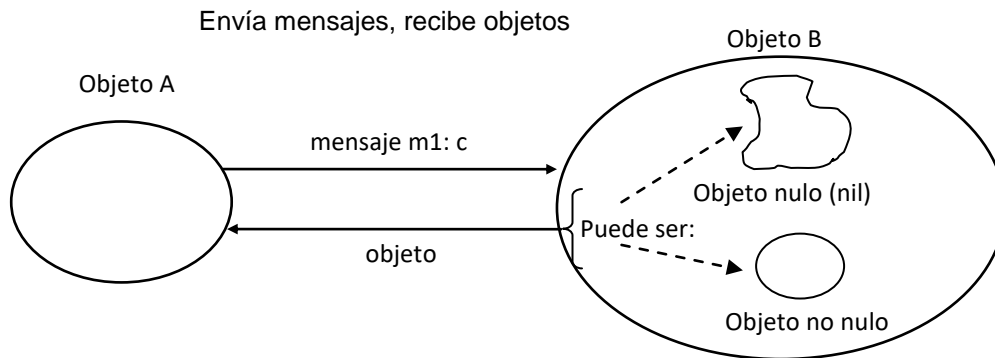 Envía mensajes, recibe objetos
Objeto B
Objeto A
mensaje m1: c
Objeto nulo (nil)
Puede ser:
objeto
Objeto no nulo